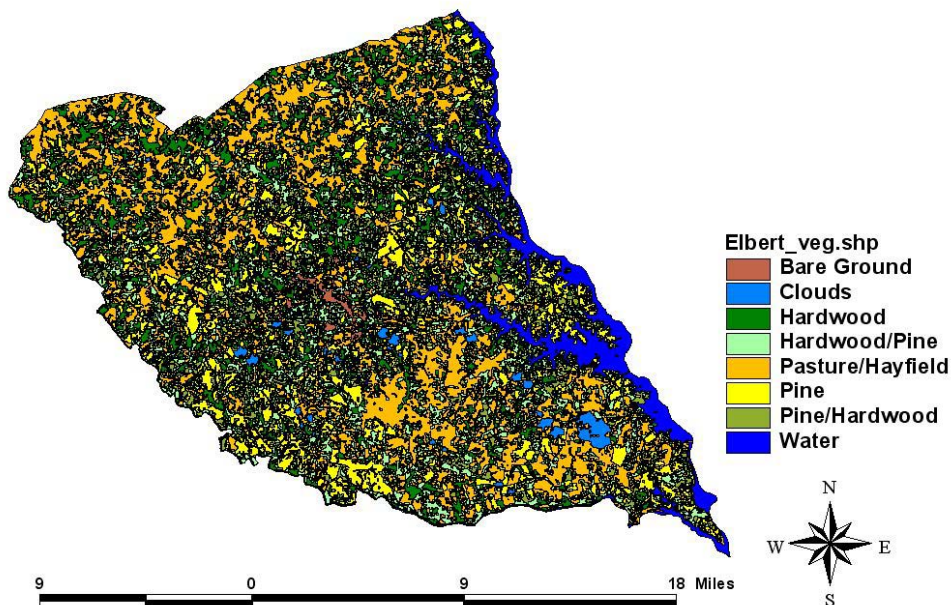 Elbert_veg.shp
Bare Ground
Clouds
Hardwood
Hardwood/Pine
Pasture/Hayfield
Pine
Pine/Hardwood
Water
N
W E
S
9 0 9 18 Miles